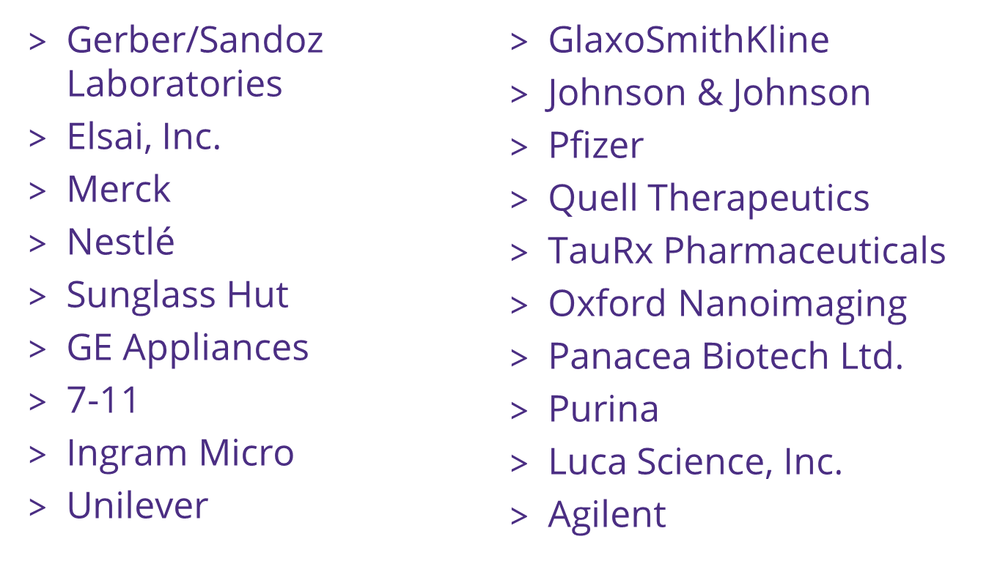 > Gerber/Sandoz
Laboratories
> Elsai, Inc.
> Merck
> Nestlé
> Sunglass Hut
> GE Appliances
> 7-11
> Ingram Micro
> Unilever
> GlaxoSmithKline
> Johnson & Johnson
> Pfizer
> Quell Therapeutics
> TauRx Pharmaceuticals
> Oxford Nanoimaging
> Panacea Biotech Ltd.
> Purina
> Luca Science, Inc.
> Agilent